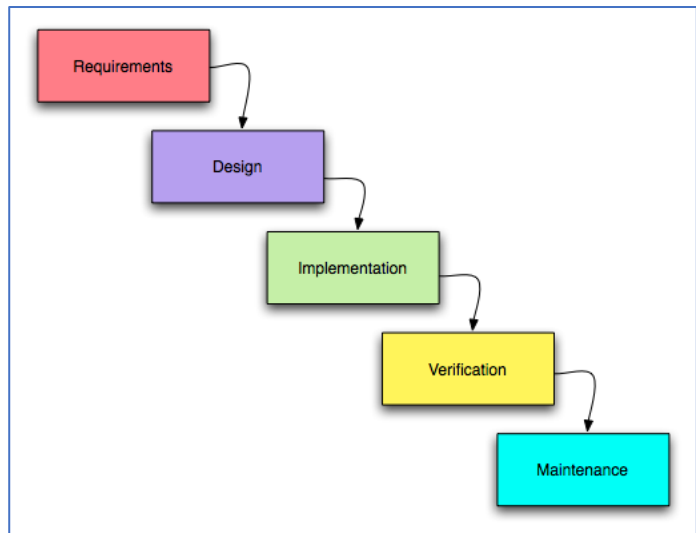 Requirements
Design
Implementation
Verification
Maintenance